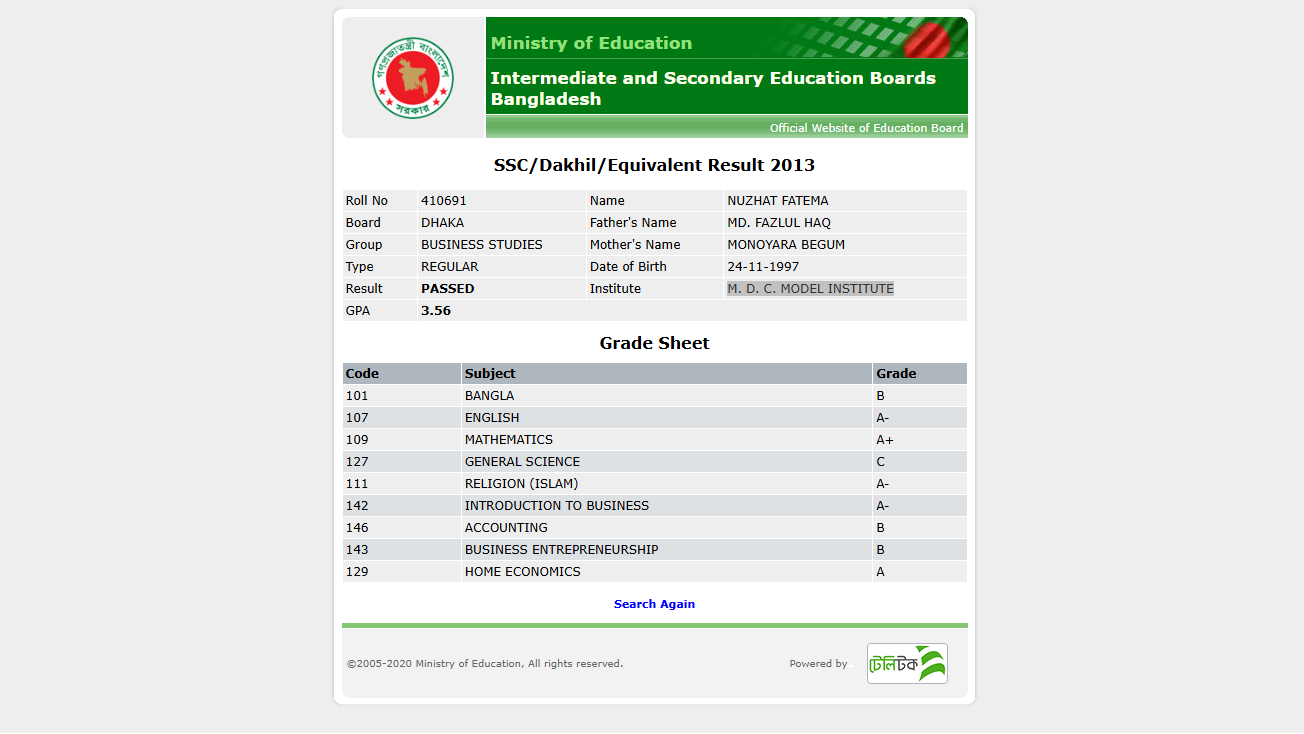 গণপ্রজাতন্ত্রী বাংলাদেশ
সরকার
Ministry of Education
Intermediate and Secondary Education Boards
Bangladesh
Official Website of Education Board
SSC/Dakhil/Equivalent Result 2013
Roll No 410691 Name NUZHAT FATEMA
Board DHAKA Father's Name MD. FAZLUL HAQ
Group BUSINESS STUDIES Mother's Name MONOYARA BEGUM
Type REGULAR Date of Birth 24-11-1997
Result PASSED Institute M. D. C. MODEL INSTITUTE
GPA 3.56
Grade Sheet
Code Subject Grade
101 BANGLA B
107 ENGLISH A-
109 MATHEMATICS A+
127 GENERAL SCIENCE C
111 RELIGION (ISLAM) A-
142 INTRODUCTION TO BUSINESS A-
146 ACCOUNTING B
143 BUSINESS ENTREPRENEURSHIP B
129 HOME ECONOMICS A
Search Again
©2005-2020 Ministry of Education, All rights reserved. Powered by টেলিটক